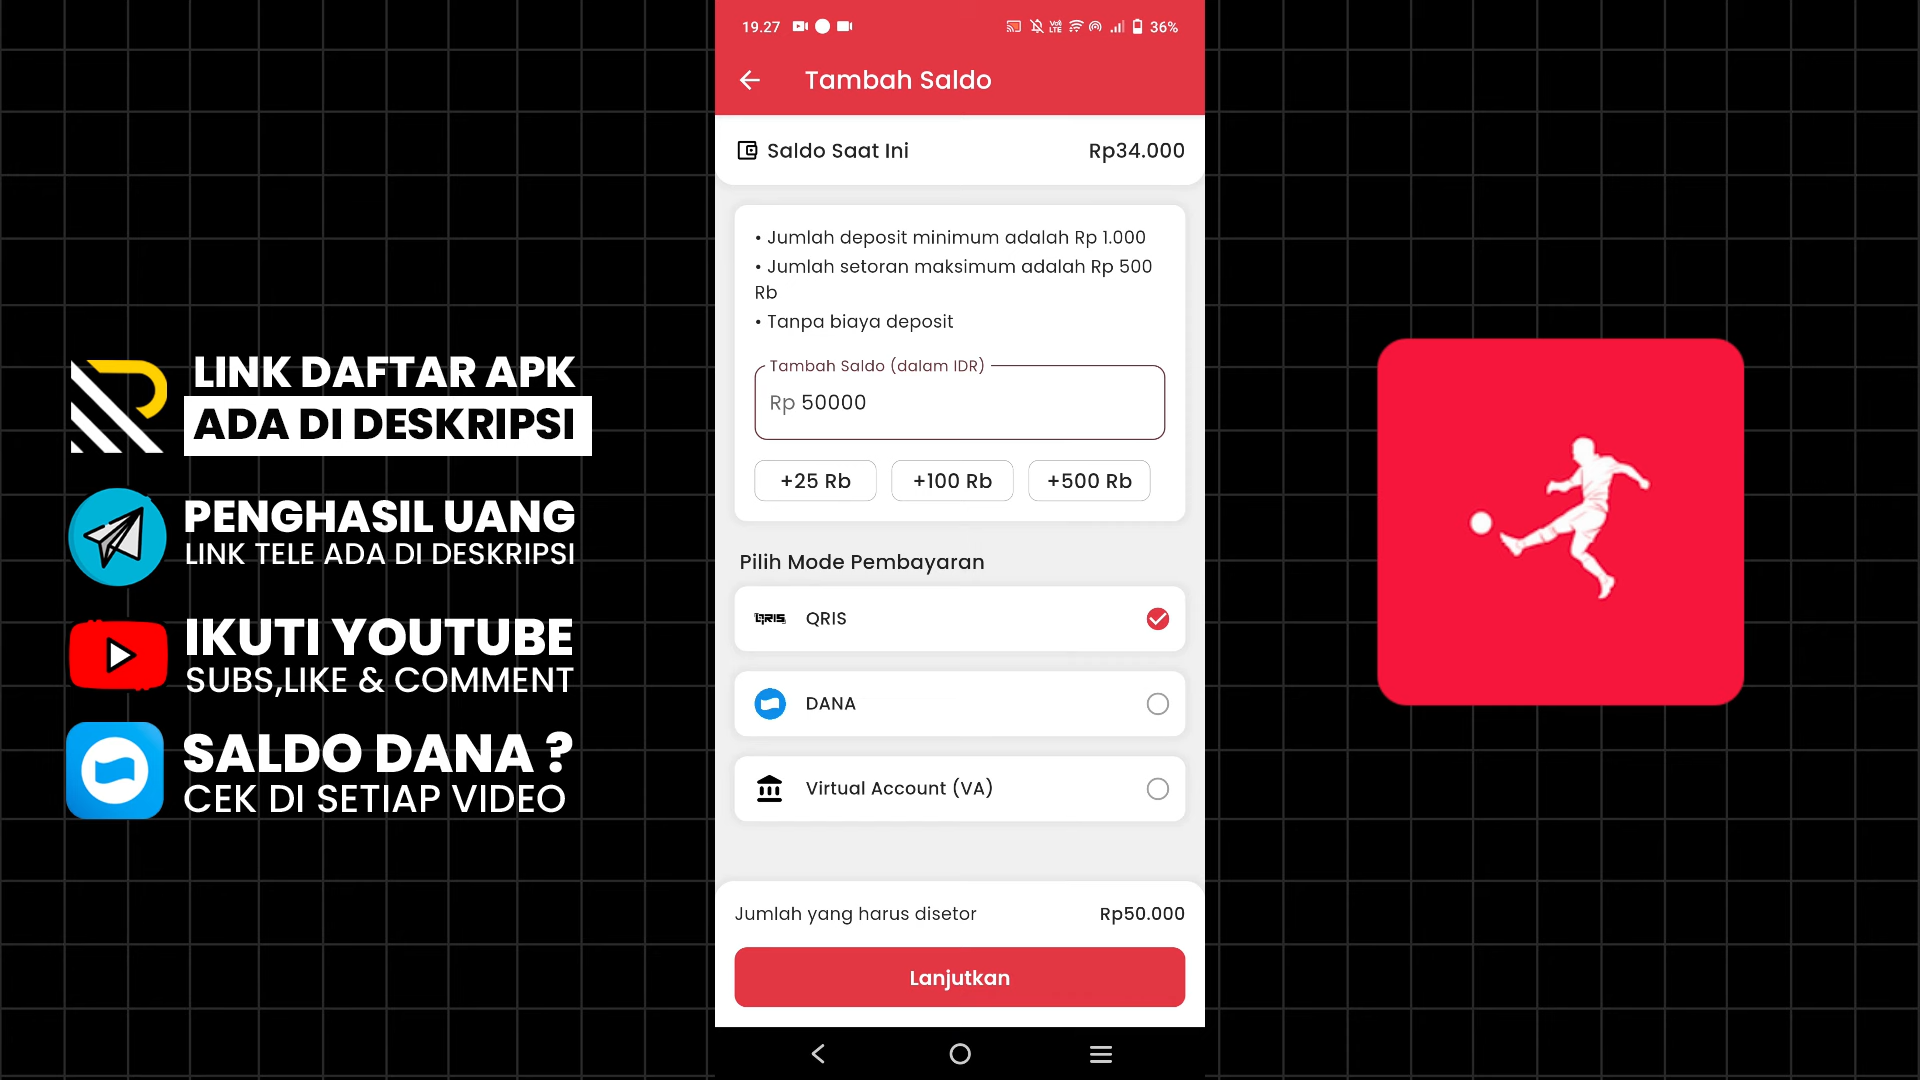 LINK DAFTAR APK
ADA DI DESKRIPSI
PENGHASIL UANG
LINK TELE ADA DI DESKRIPSI
IKUTI YOUTUBE
SUBS,LIKE & COMMENT
SALDO DANA ?
CEK DI SETIAP VIDEO
19.27
Vo) LTE
36%
Tambah Saldo
Saldo Saat Ini Rp34.000
• Jumlah deposit minimum adalah Rp 1.000
• Jumlah setoran maksimum adalah Rp 500
Rb
• Tanpa biaya deposit
Tambah Saldo (dalam IDR)
Rp 50000
+25 Rb +100 Rb +500 Rb
Pilih Mode Pembayaran
QRIS QRIS
DANA
Virtual Account (VA)
Jumlah yang harus disetor Rp50.000
Lanjutkan